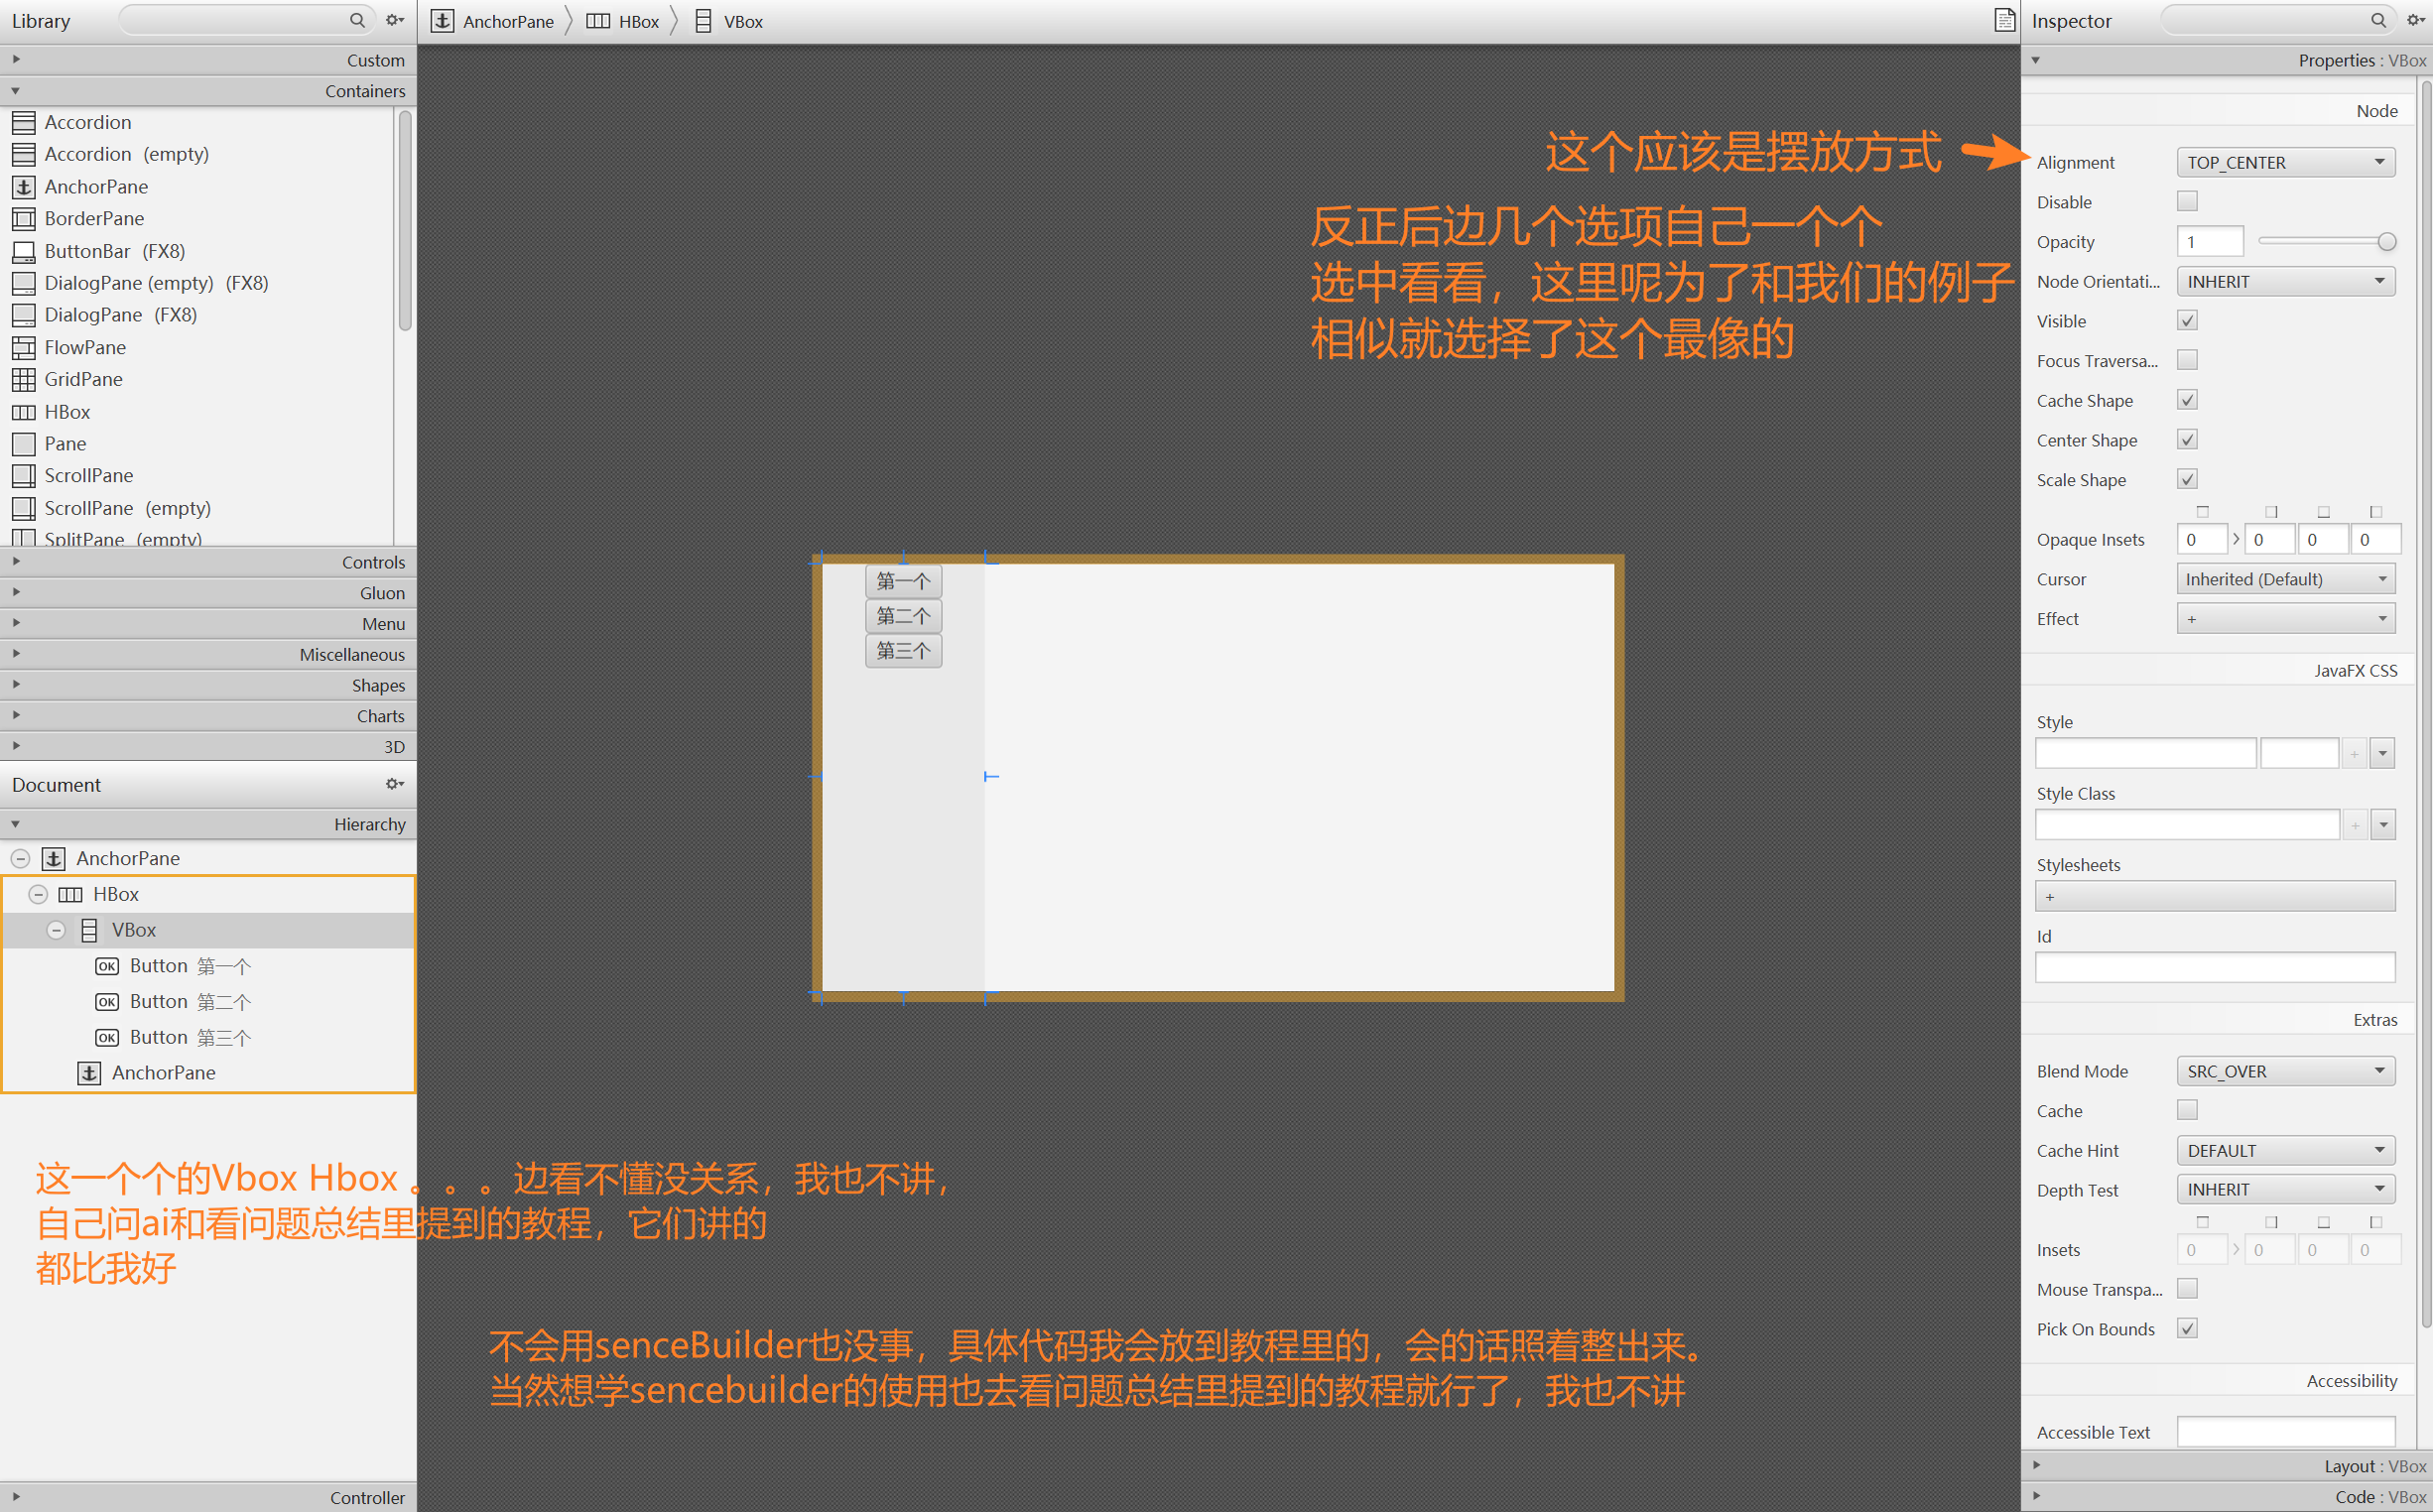 Library
Custom
Containers
Accordion
Accordion (empty)
AnchorPane
BorderPane
ButtonBar (FX8)
DialogPane (empty) (FX8)
DialogPane (FX8)
FlowPane
GridPane
HBox
Pane
ScrollPane
ScrollPane (empty)
SplitPane (empty)
Controls
Gluon
Menu
Miscellaneous
Shapes
Charts
3D
Document
Hierarchy
AnchorPane
HBox
VBox
OK Button 第一个
OK Button 第二个
OK Button 第三个
AnchorPane
Controller
AnchorPane HBox VBox
这个应该是摆放方式
反正后边几个选项自己一个个
选中看看，这里呢为了和我们的例子
相似就选择了这个最像的
第一个
第二个
第三个
这一个个的Vbox Hbox 。。。边看不懂没关系，我也不讲，
自己问ai和看问题总结里提到的教程，它们讲的
都比我好
不会用senceBuilder也没事，具体代码我会放到教程里的，会的话照着整出来。
当然想学sencebuilder的使用也去看问题总结里提到的教程就行了，我也不讲
Inspector
Properties : VBox
Node
Alignment TOP_CENTER
Disable
Opacity 1
Node Orientati... INHERIT
Visible
Focus Traversa...
Cache Shape
Center Shape
Scale Shape
Opaque Insets 0 > 0 0 0
Cursor Inherited (Default)
Effect +
JavaFX CSS
Style
+
Style Class
+
Stylesheets
+
Id
Extras
Blend Mode SRC_OVER
Cache
Cache Hint DEFAULT
Depth Test INHERIT
Insets 0 > 0 0 0
Mouse Transpa...
Pick On Bounds
Accessibility
Accessible Text
Layout : VBox
Code : VBox